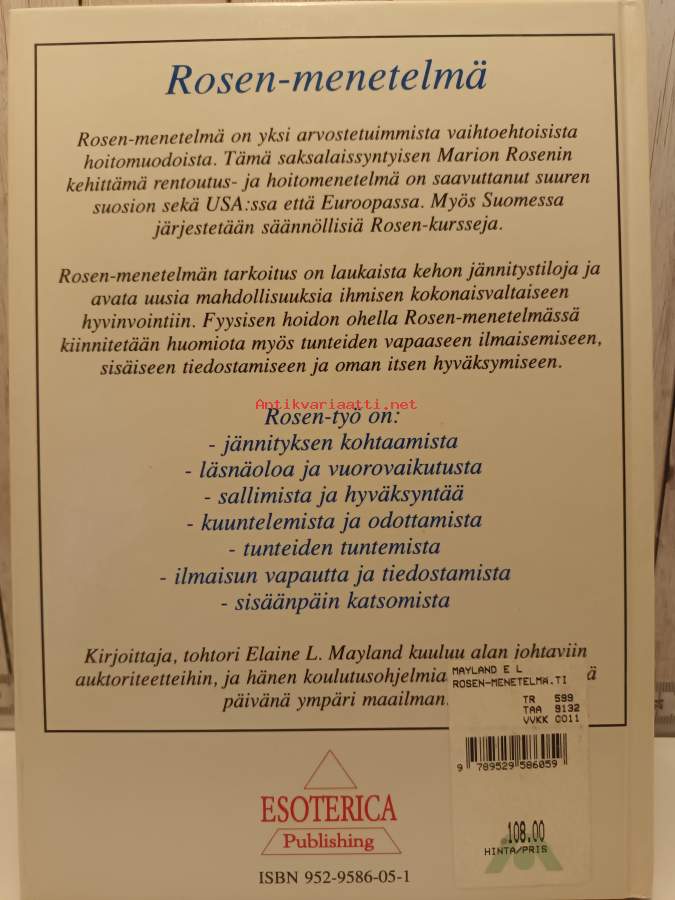 Rosen-menetelmä
Rosen-menetelmä on yksi arvostetuimmista vaihtoehtoisista
hoitomuodoista. Tämä saksalaissyntyisen Marion Rosenin
kehittämä rentoutus- ja hoitomenetelmä on saavuttanut suuren
suosion sekä USA:ssa että Euroopassa. Myös Suomessa
järjestetään säännöllisiä Rosen-kursseja.
Rosen-menetelmän tarkoitus on laukaista kehon jännitystiloja ja
avata uusia mahdollisuuksia ihmisen kokonaisvaltaiseen
hyvinvointiin. Fyysisen hoidon ohella Rosen-menetelmässä
kiinnitetään huomiota myös tunteiden vapaaseen ilmaisemiseen,
sisäiseen tiedostamiseen ja oman itsen hyväksymiseen.
Antikvariaatti.net
Rosen-työ on:
- jännityksen kohtaamista
- läsnäoloa ja vuorovaikutusta
- sallimista ja hyväksyntää
- kuuntelemista ja odottamista
- tunteiden tuntemista
- ilmaisun vapautta ja tiedostamista
- sisäänpäin katsomista
Kirjoittaja, tohtori Elaine L. Mayland kuuluu alan johtaviin
auktoriteetteihin, ja hänen koulutusohjelmia
päivänä ympäri maailman.
MAYLAND E L
ROSEN-MENETELMÄ.TI
TR 599
TAA 9132
VVKK C011
9 789529 586059
108.00
HINTA/PRIS
ESOTERICA
Publishing
ISBN 952-9586-05-1